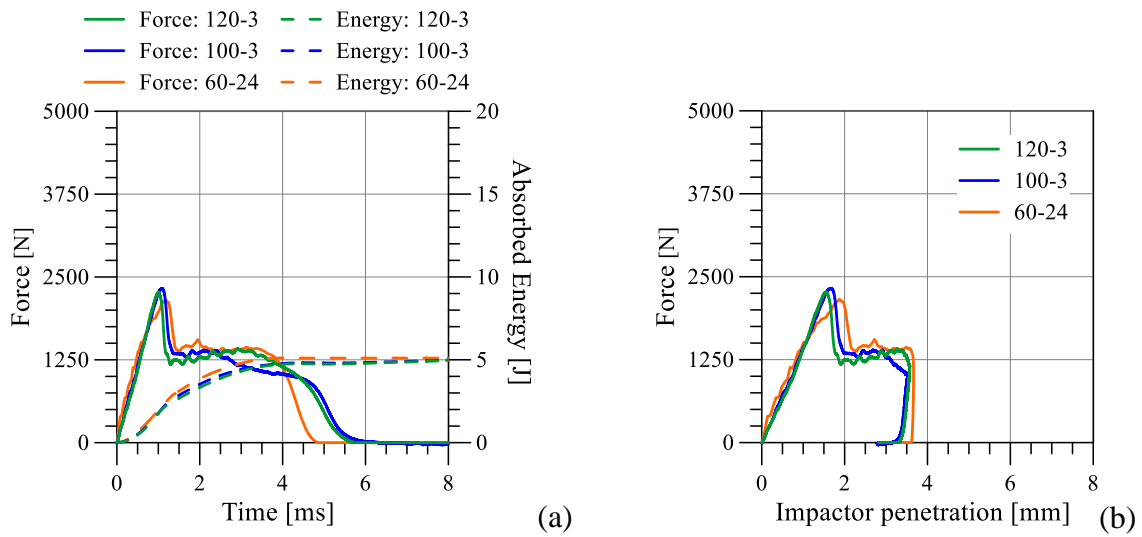 Force: 120-3 Energy: 120-3
Force: 100-3 Energy: 100-3
Force: 60-24 Energy: 60-24
5000 20
3750 15
2500 10
1250 5
0 0
0 2 4 6 8
Force [N]
Absorbed Energy [J]
Time [ms]
(a)
5000
3750
2500
1250
0
0 2 4 6 8
Force [N]
120-3
100-3
60-24
Impactor penetration [mm]
(b)